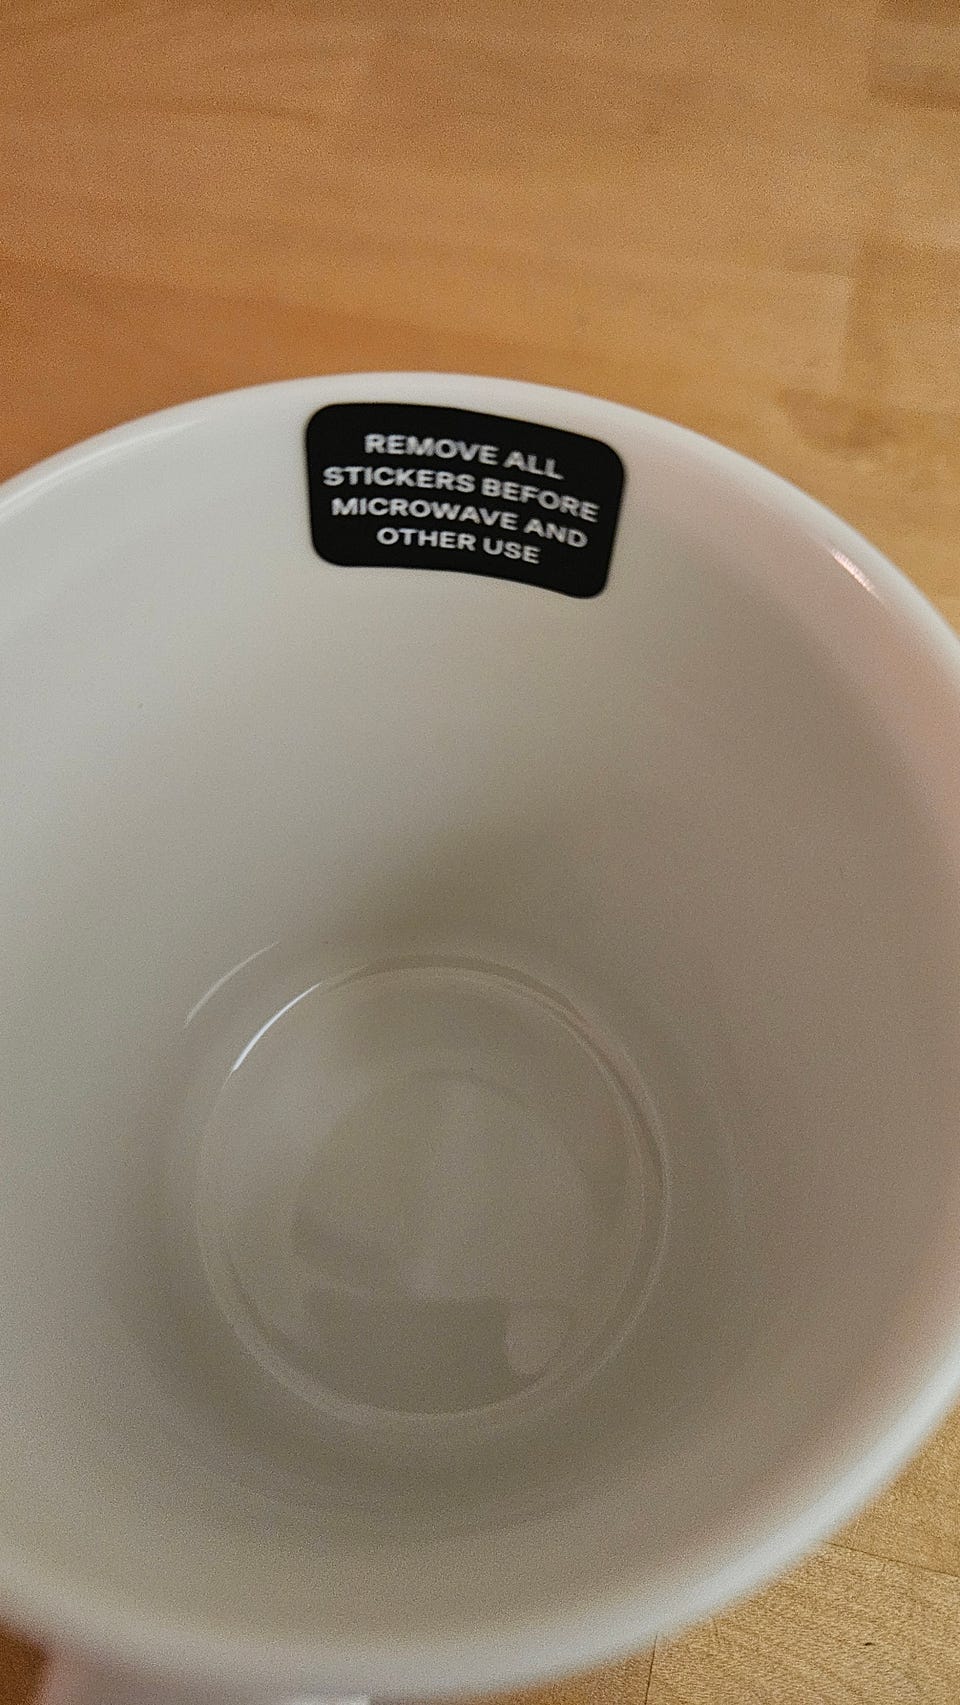 REMOVE ALL
STICKERS BEFORE
MICROWAVE AND
OTHER USE